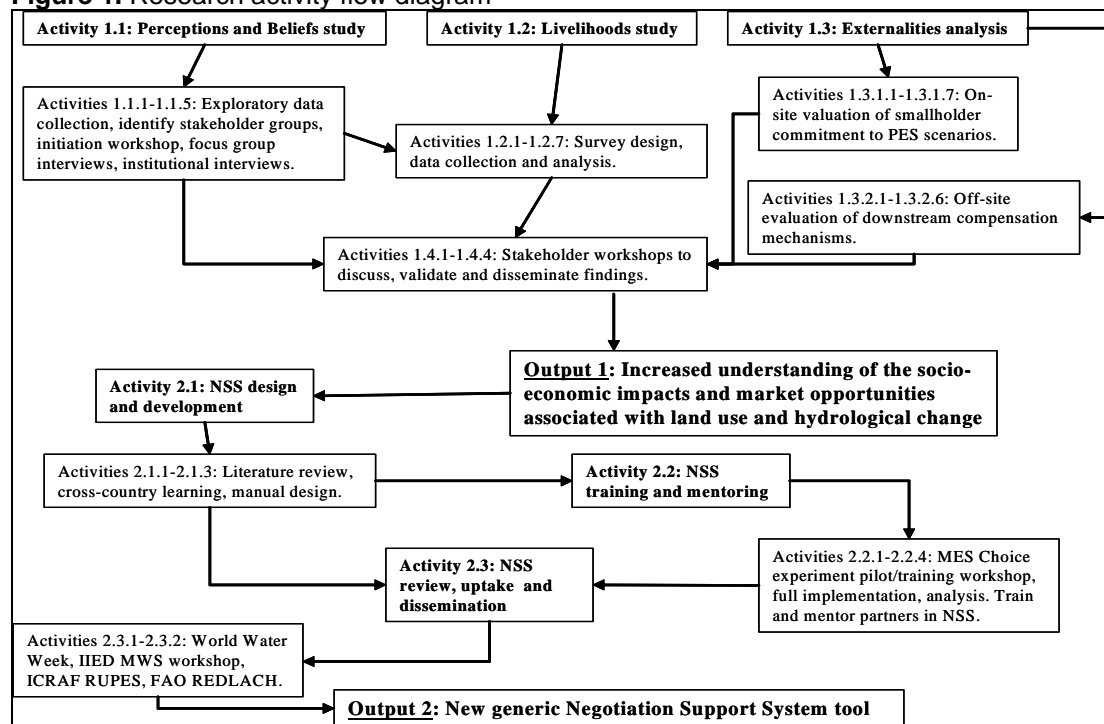 Figure 1: Research activity flow diagram
Activity 1.1: Perceptions and Beliefs study
Activity 1.2: Livelihoods study
Activity 1.3: Externalities analysis
Activities 1.1.1-1.1.5: Exploratory data
collection, identify stakeholder groups,
initiation workshop, focus group
interviews, institutional interviews.
Activities 1.2.1-1.2.7: Survey design,
data collection and analysis.
Activities 1.3.1.1-1.3.1.7: On-
site valuation of smallholder
commitment to PES scenarios.
Activities 1.3.2.1-1.3.2.6: Off-site
evaluation of downstream compensation
mechanisms.
Activities 1.4.1-1.4.4: Stakeholder workshops to
discuss, validate and disseminate findings.
Output 1: Increased understanding of the socio-
economic impacts and market opportunities
associated with land use and hydrological change
Activity 2.1: NSS design
and development
Activities 2.1.1-2.1.3: Literature review,
cross-country learning, manual design.
Activity 2.2: NSS
training and mentoring
Activities 2.2.1-2.2.4: MES Choice
experiment pilot/training workshop,
full implementation, analysis. Train
and mentor partners in NSS.
Activity 2.3: NSS
review, uptake and
dissemination
Activities 2.3.1-2.3.2: World Water
Week, IIED MWS workshop,
ICRAF RUPES, FAO REDLACH.
Output 2: New generic Negotiation Support System tool